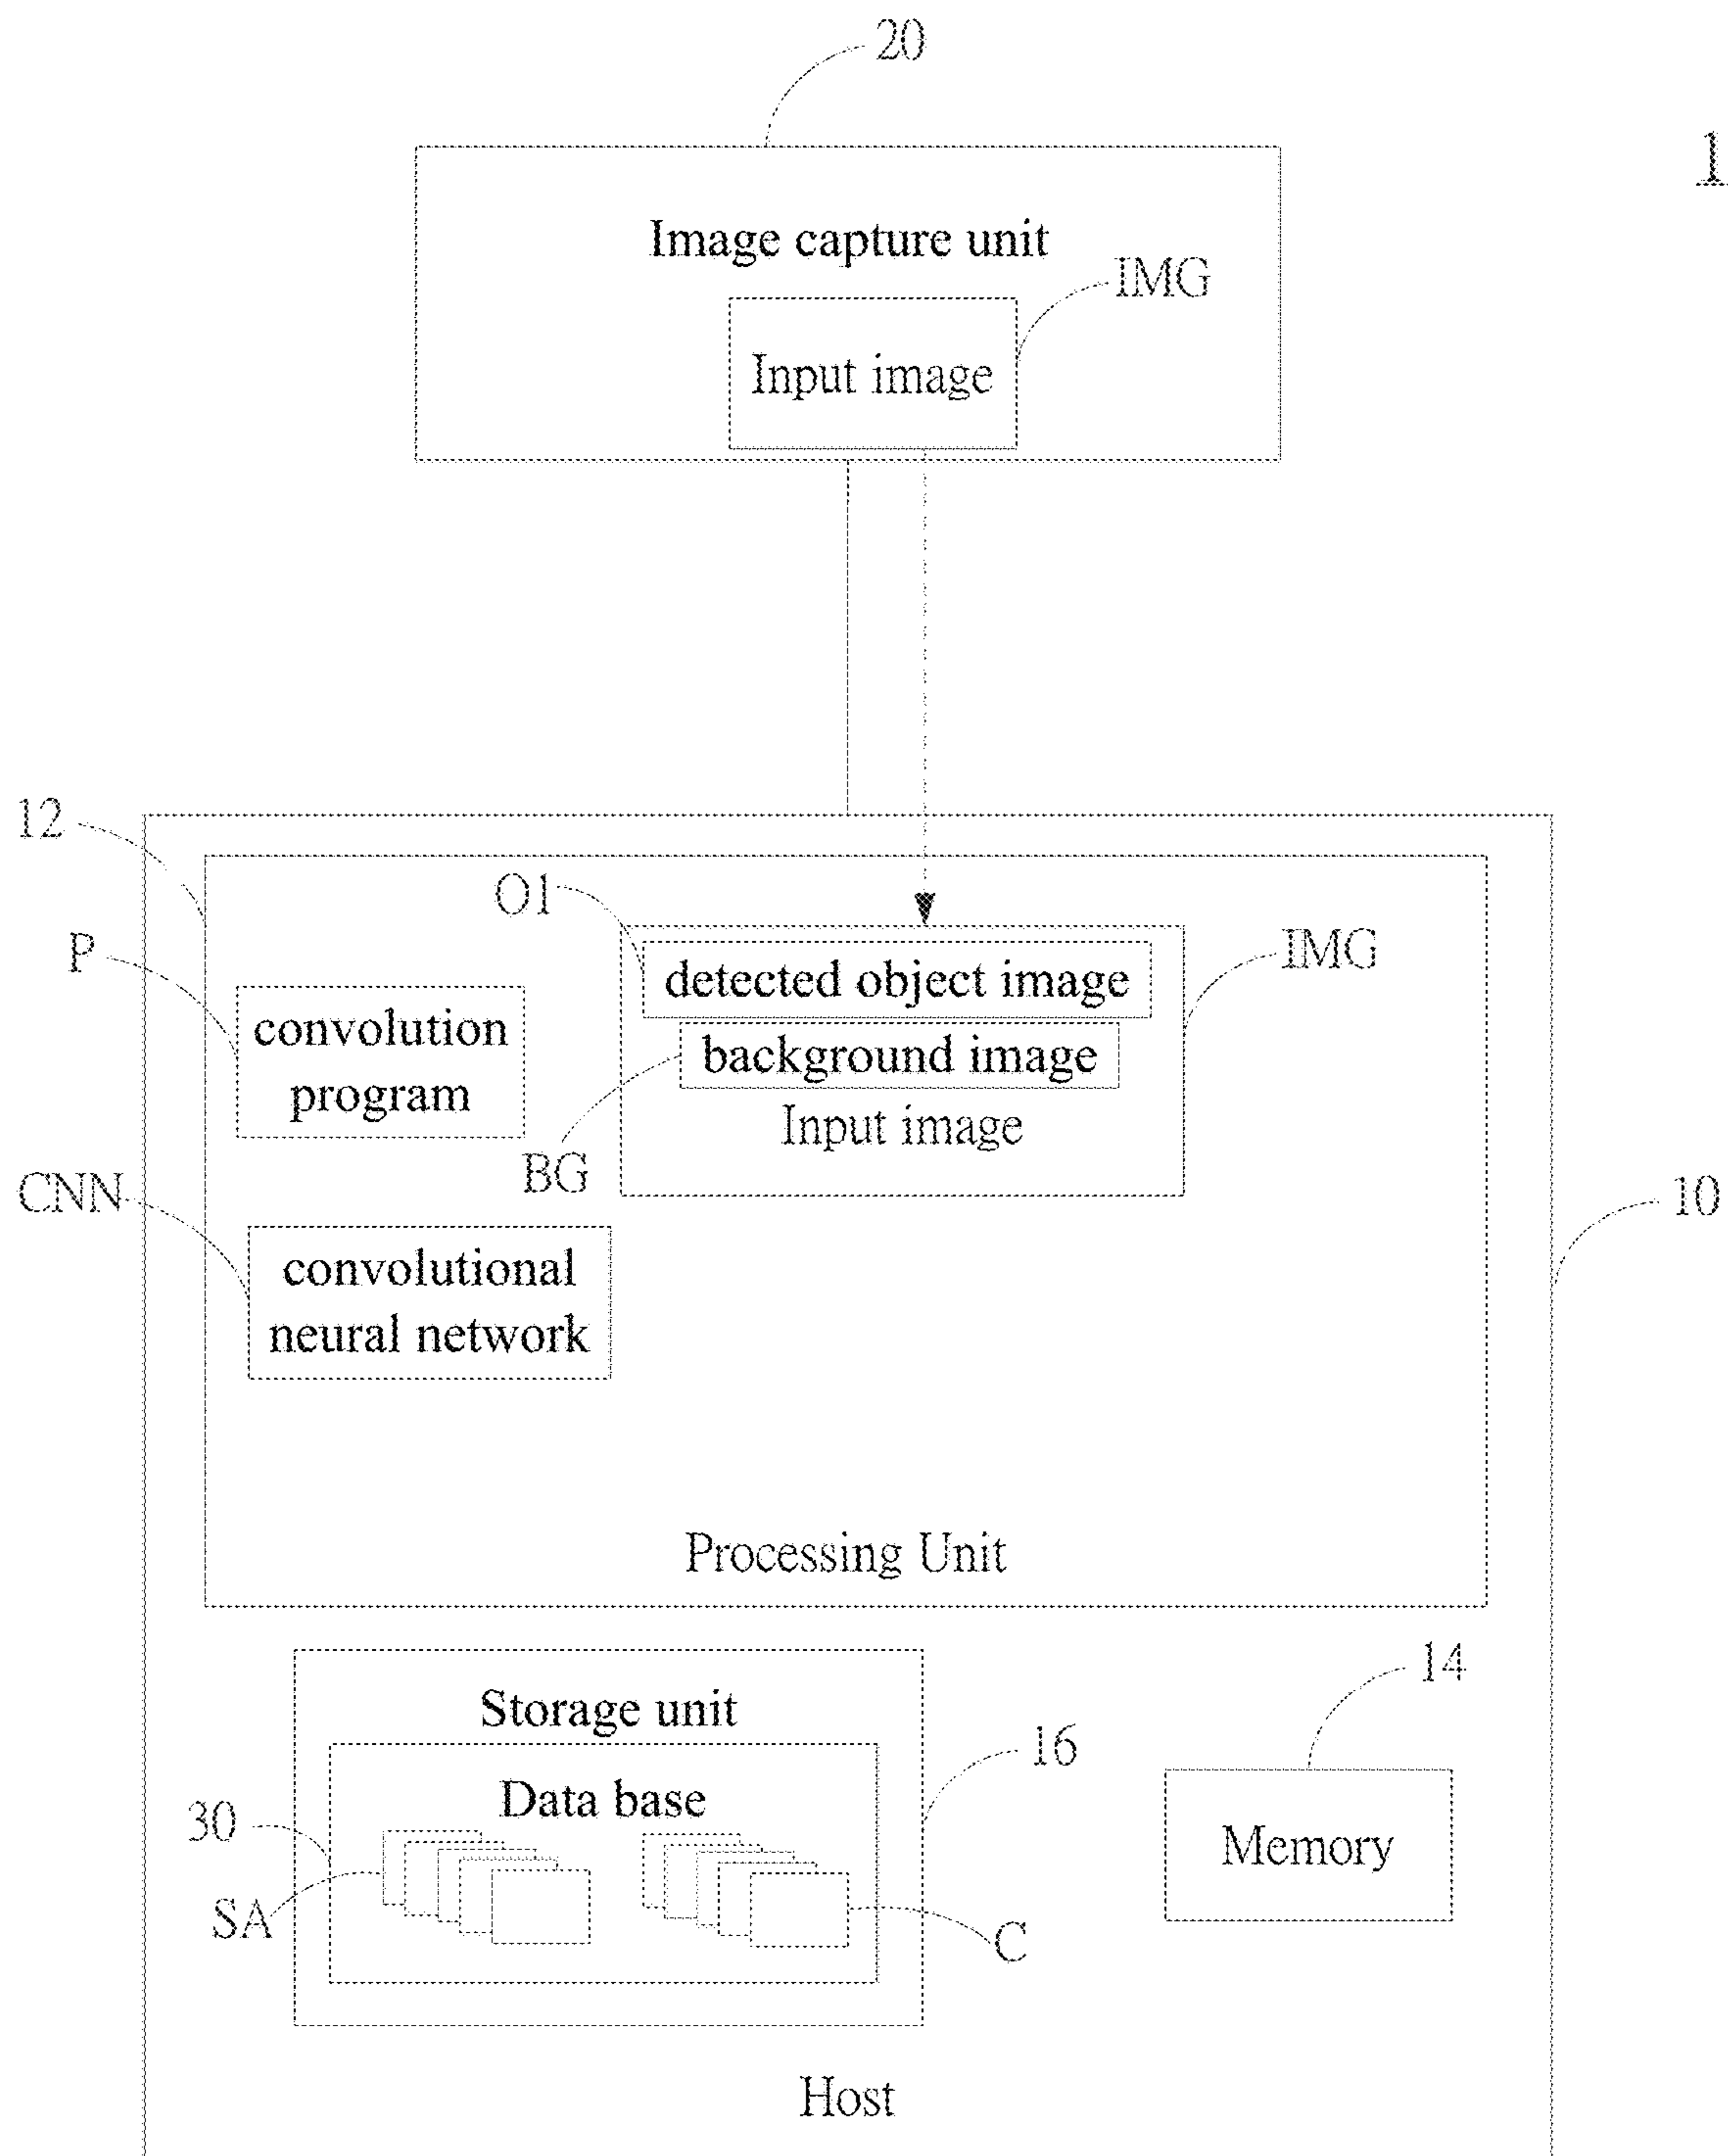 20
1
Image capture unit
IMG
Input image
12
O1
P
IMG
detected object image
convolution
program
background image
Input image
BG
CNN
10
convolutional
neural network
Processing Unit
14
Storage unit
16
Data base
30
Memory
SA
C
Host